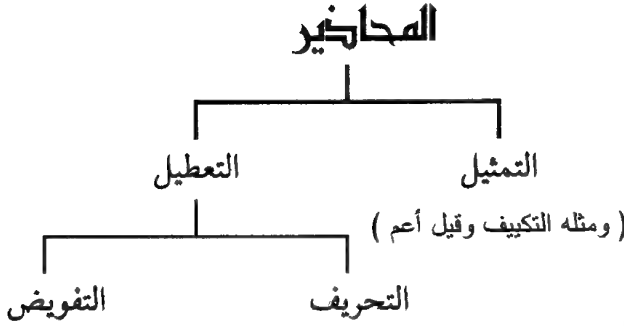 المحاذير
التمثيل
التعطيل
( ومثله التكييف وقيل أعم )
التحريف
التفويض